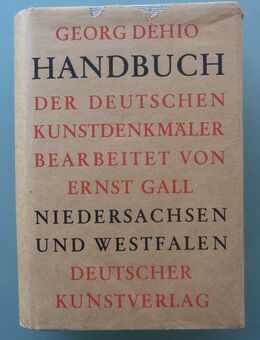 GEORG DEHIO
HANDBUCH
DER DEUTSCHEN
KUNSTDENKMÄLER
BEARBEITET VON
ERNST GALL
NIEDERSACHSEN
UND WESTFALEN
DEUTSCHER
KUNSTVERLAG